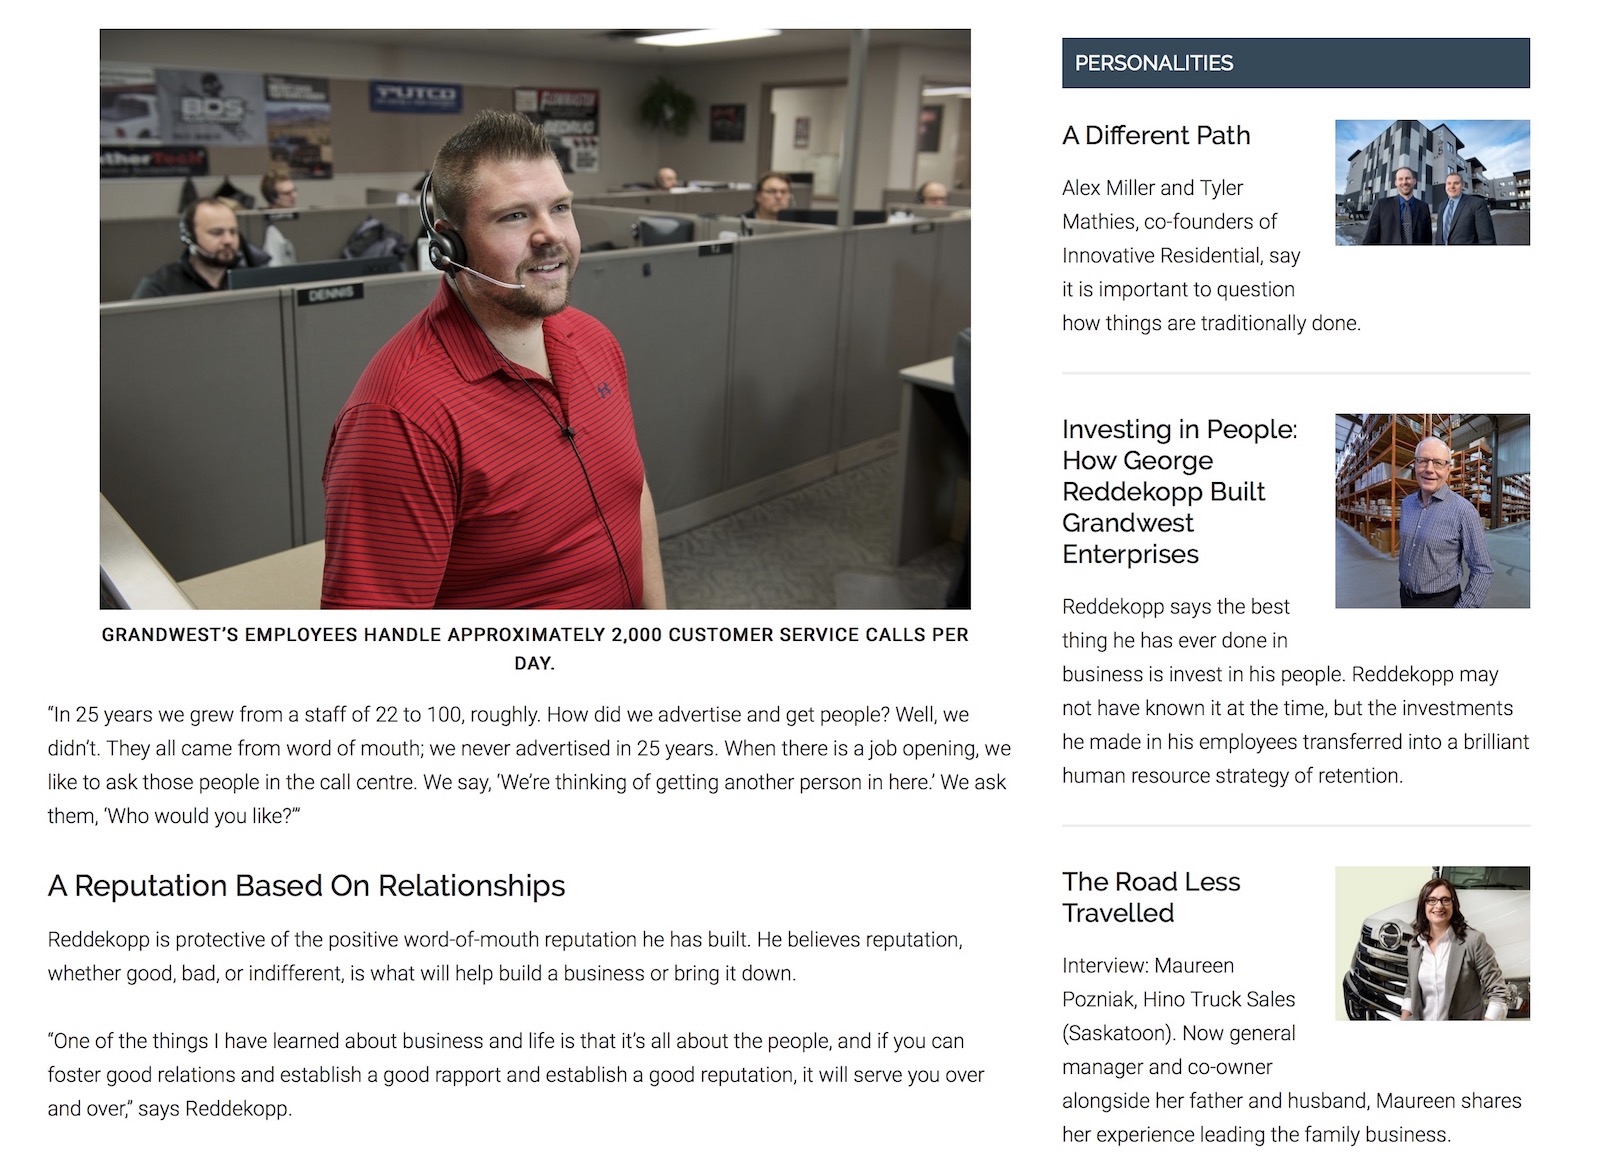 BDS
PUTCO
therTech
DENNIS
GRANDWEST’S EMPLOYEES HANDLE APPROXIMATELY 2,000 CUSTOMER SERVICE CALLS PER
DAY.
“In 25 years we grew from a staff of 22 to 100, roughly. How did we advertise and get people? Well, we
didn’t. They all came from word of mouth; we never advertised in 25 years. When there is a job opening, we
like to ask those people in the call centre. We say, ‘We’re thinking of getting another person in here.’ We ask
them, ‘Who would you like?’”
A Reputation Based On Relationships
Reddekopp is protective of the positive word-of-mouth reputation he has built. He believes reputation,
whether good, bad, or indifferent, is what will help build a business or bring it down.
“One of the things I have learned about business and life is that it’s all about the people, and if you can
foster good relations and establish a good rapport and establish a good reputation, it will serve you over
and over,” says Reddekopp.
PERSONALITIES
A Different Path
Alex Miller and Tyler
Mathies, co-founders of
Innovative Residential, say
it is important to question
how things are traditionally done.
Investing in People:
How George
Reddekopp Built
Grandwest
Enterprises
Reddekopp says the best
thing he has ever done in
business is invest in his people. Reddekopp may
not have known it at the time, but the investments
he made in his employees transferred into a brilliant
human resource strategy of retention.
The Road Less
Travelled
Interview: Maureen
Pozniak, Hino Truck Sales
(Saskatoon). Now general
manager and co-owner
alongside her father and husband, Maureen shares
her experience leading the family business.